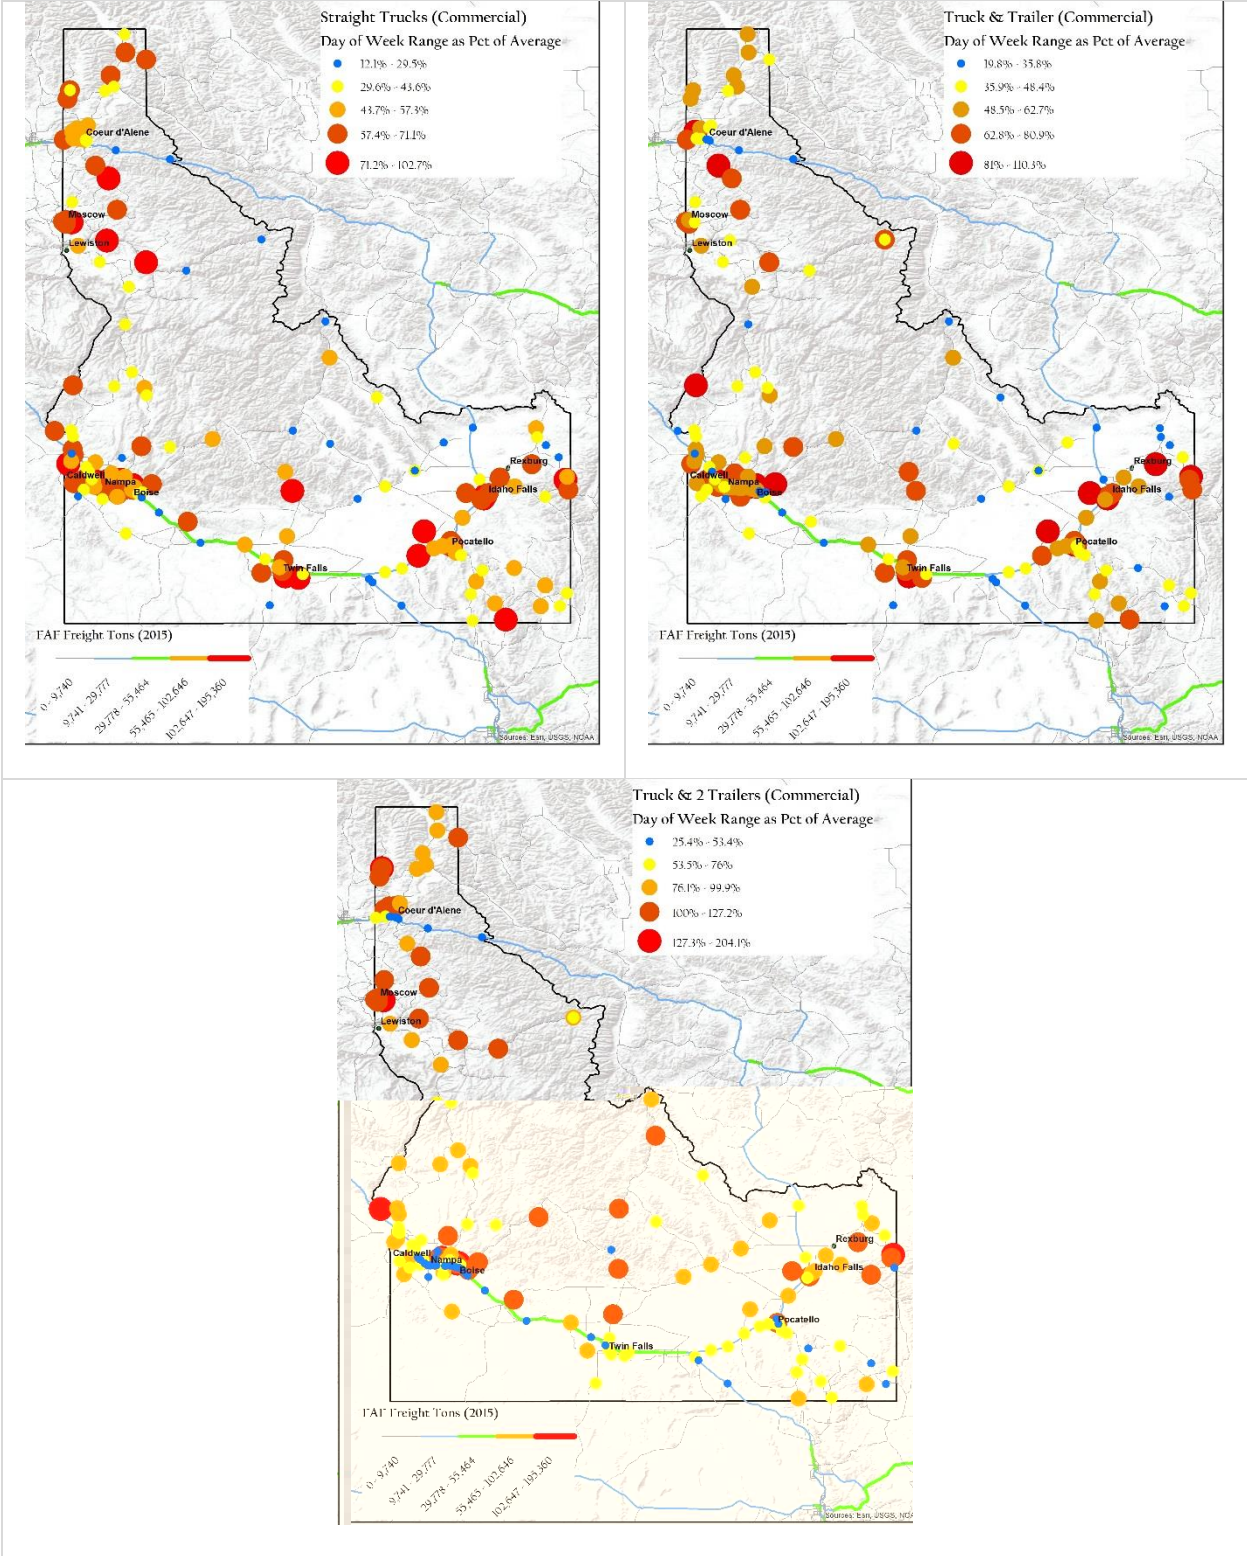 Straight Trucks (Commercial)
Day of Week Range as Pct of Average
12.1% - 29.5%
29.6% - 43.6%
43.7% - 57.3%
57.4% - 71.1%
71.2% - 102.7%
Coeur d'Alene
Moscow
Lewiston
Caldwell
Nampa
Boise
Rexburg
Idaho Falls
Pocatello
Twin Falls
FAF Freight Tons (2015)
0 - 9,740
9,741 - 29,777
29,778 - 55,464
55,465 - 102,646
102,647 - 195,360
Sources: Esri, USGS, NOAA
Truck & Trailer (Commercial)
Day of Week Range as Pct of Average
19.8% - 35.8%
35.9% - 48.4%
48.5% - 62.7%
62.8% - 80.9%
81% - 110.3%
Coeur d'Alene
Moscow
Lewiston
Caldwell
Nampa
Boise
Rexburg
Idaho Falls
Pocatello
Twin Falls
FAF Freight Tons (2015)
0 - 9,740
9,741 - 29,777
29,778 - 55,464
55,465 - 102,646
102,647 - 195,360
Sources: Esri, USGS, NOAA
Truck & 2 Trailers (Commercial)
Day of Week Range as Pct of Average
25.4% - 53.4%
53.5% - 76%
76.1% - 99.9%
100% - 127.2%
127.3% - 204.1%
Coeur d'Alene
Moscow
Lewiston
Caldwell
Nampa
Boise
Rexburg
Idaho Falls
Pocatello
Twin Falls
FAF Freight Tons (2015)
0 - 9,740
9,741 - 29,777
29,778 - 55,464
55,465 - 102,646
102,647 - 195,360
Sources: Esri, USGS, NOA